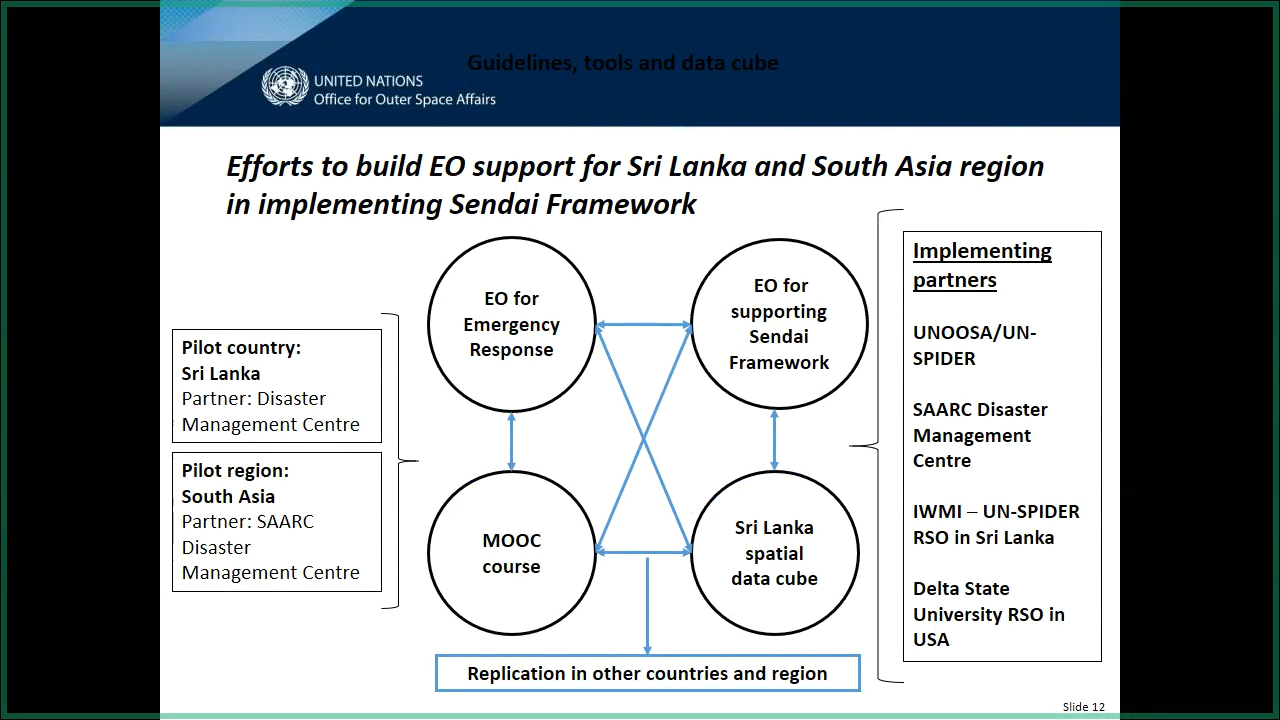 Guidelines, tools and data cube
UNITED NATIONS
Office for Outer Space Affairs
Efforts to build EO support for Sri Lanka and South Asia region
in implementing Sendai Framework
Pilot country:
Sri Lanka
Partner: Disaster
Management Centre
Pilot region:
South Asia
Partner: SAARC
Disaster
Management Centre
EO for
Emergency
Response
EO for
supporting
Sendai
Framework
MOOC
course
Sri Lanka
spatial
data cube
Replication in other countries and region
Implementing
partners
UNOOSA/UN-
SPIDER
SAARC Disaster
Management
Centre
IWMI – UN-SPIDER
RSO in Sri Lanka
Delta State
University RSO in
USA
Slide 12